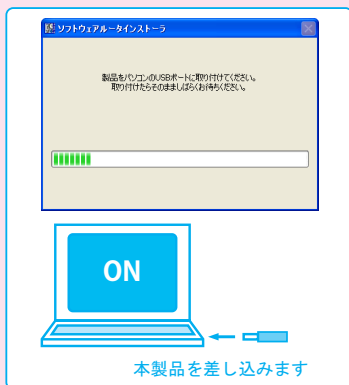 ソフトウェアルータインストーラ
製品をパソコンのUSBポートに取り付けてください。
取り付けたらそのまましばらくお待ちください。
ON
本製品を差し込みます